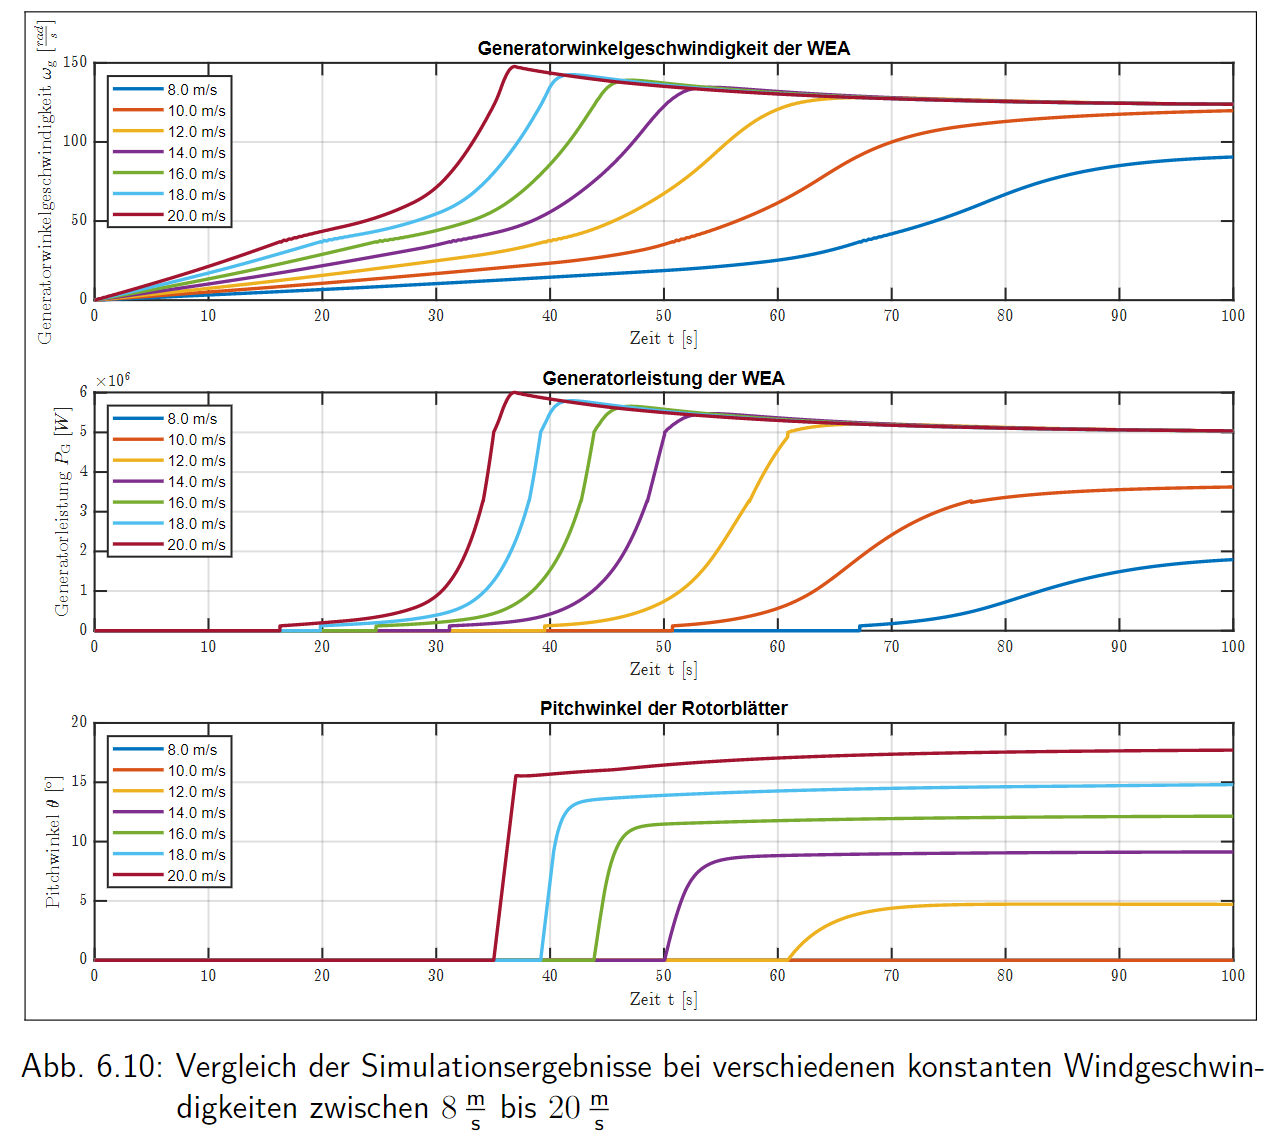 Generatorwinkelgeschwindigkeit der WEA
Generatorwinkelgeschwindigkeit ω_g [rad/s]
150
100
50
0
8.0 m/s
10.0 m/s
12.0 m/s
14.0 m/s
16.0 m/s
18.0 m/s
20.0 m/s
0 10 20 30 40 50 60 70 80 90 100
Zeit t [s]
Generatorleistung der WEA
×10⁶
Generatorleistung P_G [W]
6
5
4
3
2
1
0
8.0 m/s
10.0 m/s
12.0 m/s
14.0 m/s
16.0 m/s
18.0 m/s
20.0 m/s
0 10 20 30 40 50 60 70 80 90 100
Zeit t [s]
Pitchwinkel der Rotorblätter
Pitchwinkel θ [°]
20
15
10
5
0
8.0 m/s
10.0 m/s
12.0 m/s
14.0 m/s
16.0 m/s
18.0 m/s
20.0 m/s
0 10 20 30 40 50 60 70 80 90 100
Zeit t [s]
Abb. 6.10: Vergleich der Simulationsergebnisse bei verschiedenen konstanten Windgeschwin-
digkeiten zwischen 8 m/s bis 20 m/s